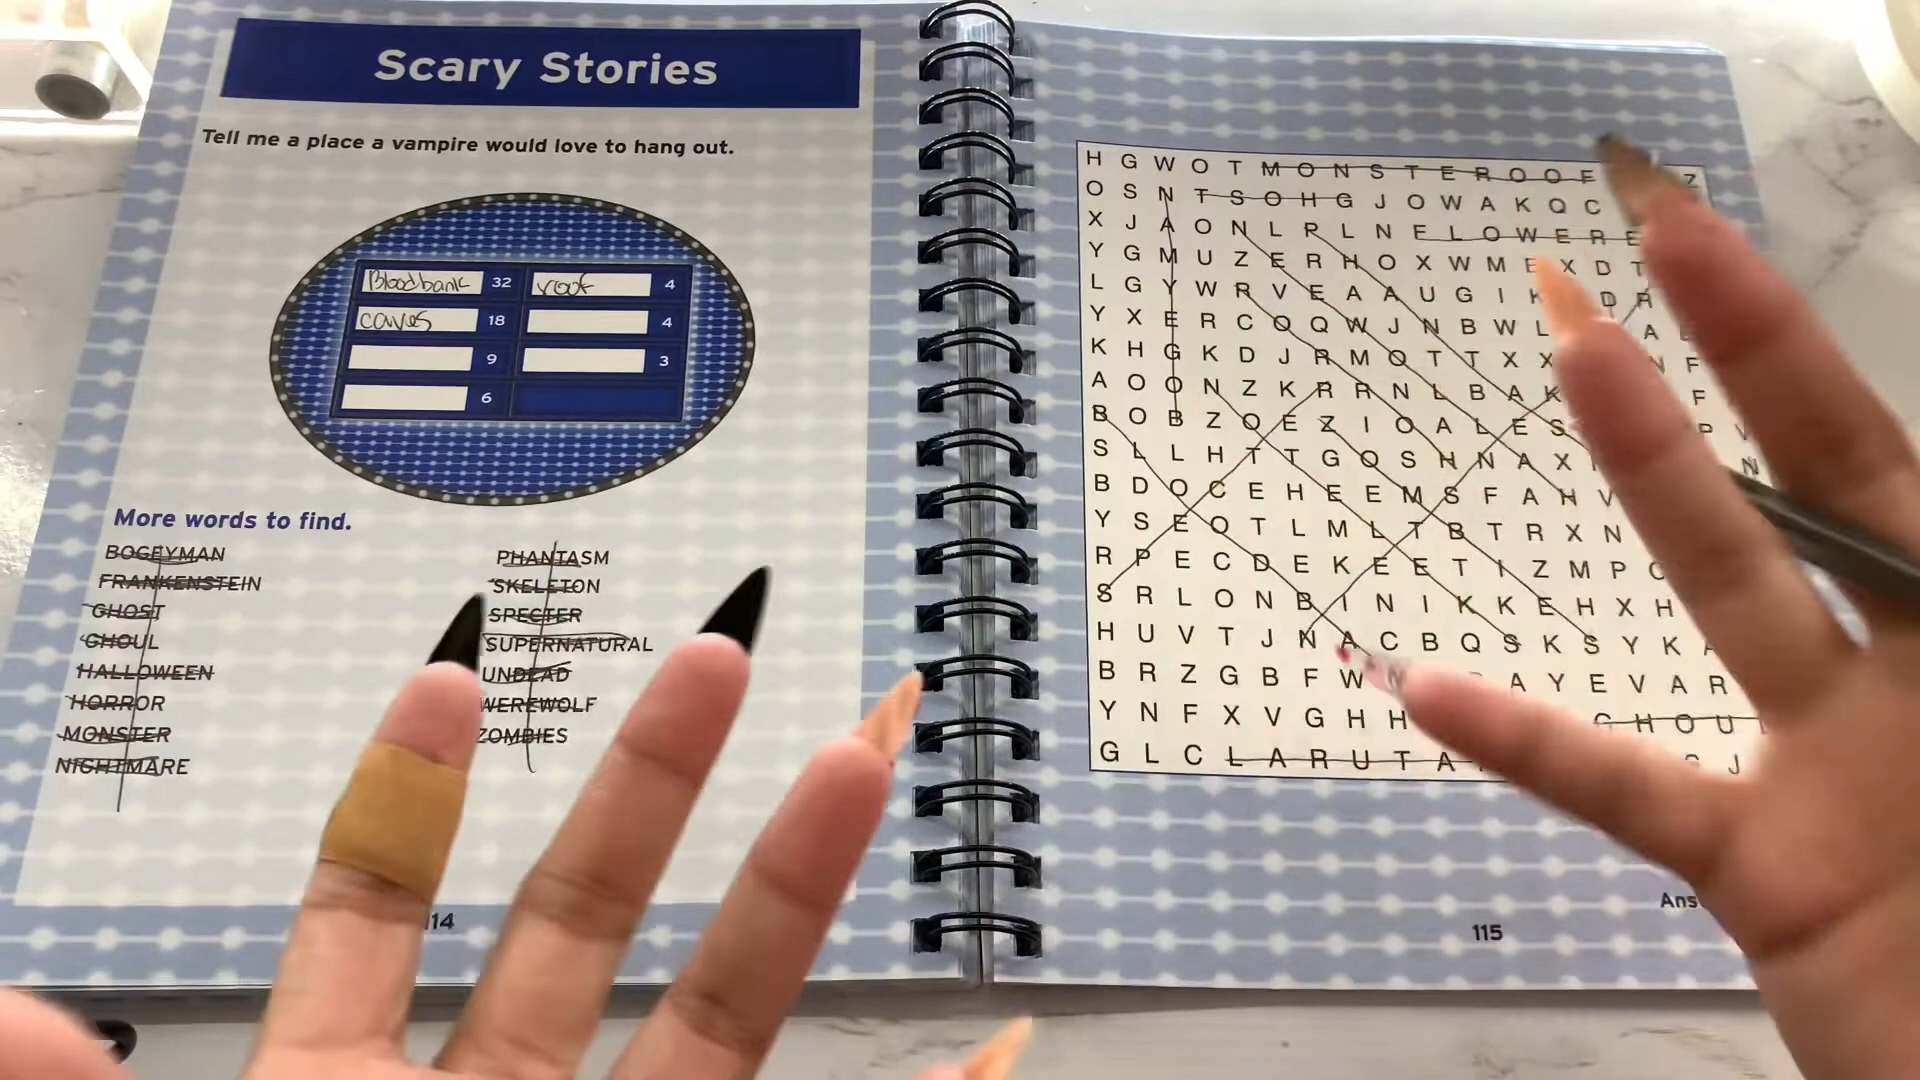 Scary Stories
Tell me a place a vampire would love to hang out.
Bloodbank 32 roof 4
caves 18 4
9 3
6
More words to find.
BOGEYMAN PHANTASM
FRANKENSTEIN SKELETON
GHOST SPECTER
GHOUL SUPERNATURAL
HALLOWEEN UNDEAD
HORROR WEREWOLF
MONSTER ZOMBIES
NIGHTMARE
114
H G W O T M O N S T E R O O F Z
O S N T S O H G J O W A K Q C
X J A O N L R L N F L O W E R E
Y G M U Z E R H O X W M E X D T
L G Y W R V E A A U G I K D R
Y X E R C O Q W J N B W L A
K H G K D J R M O T T X X N F
A O O N Z K R R N L B A K F
B O B Z O E Z I O A L E S P V
S L L H T T G O S H N A X N
B D O C E H E E M S F A H V
Y S E O T L M L T B T R X N
R P E C D E K E E T I Z M P C
S R L O N B I N I K K E H X H
H U V T J N A C B Q S K S Y K
B R Z G B F W A Y E V A R
Y N F X V G H H G H O U L
G L C L A R U T A J
115